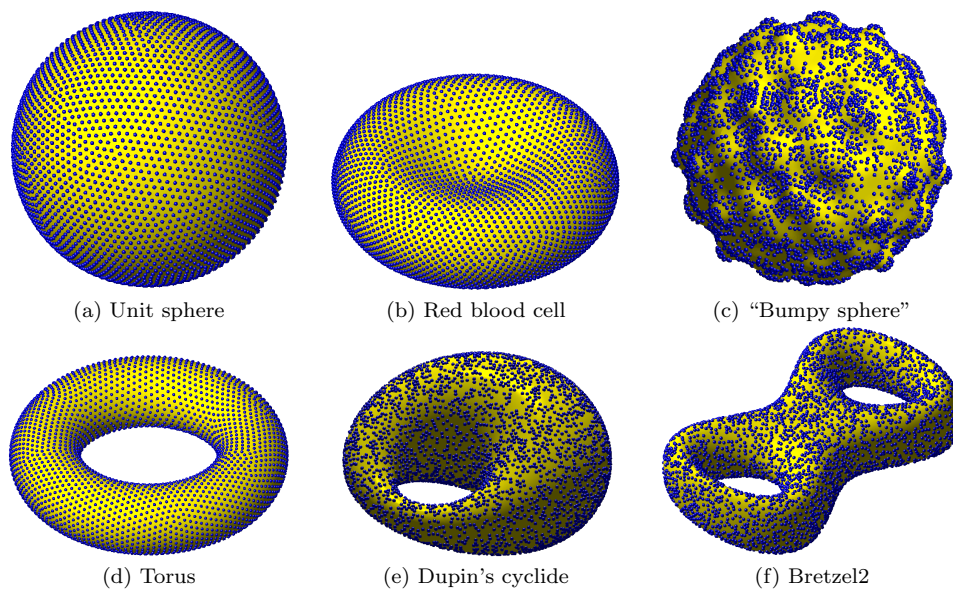 (a) Unit sphere
(b) Red blood cell
(c) “Bumpy sphere”
(d) Torus
(e) Dupin’s cyclide
(f) Bretzel2